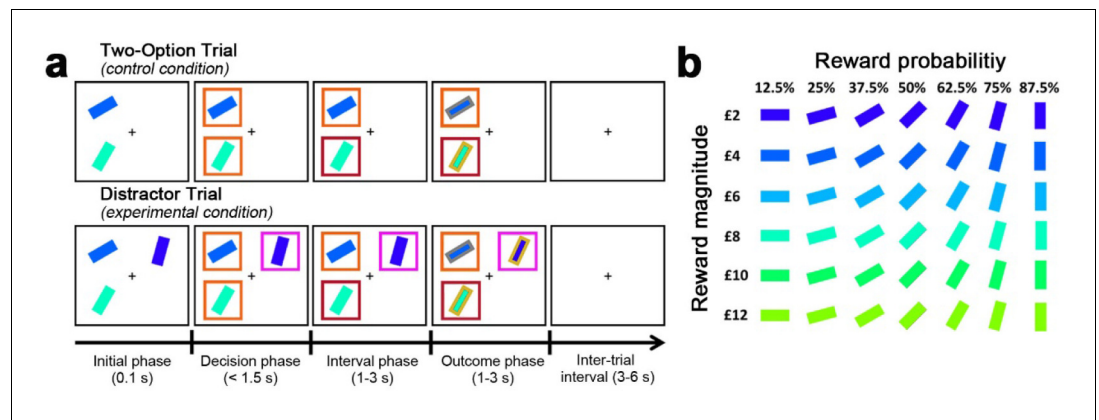 a
Two-Option Trial
(control condition)
Distractor Trial
(experimental condition)
Initial phase
(0.1 s)
Decision phase
(< 1.5 s)
Interval phase
(1-3 s)
Outcome phase
(1-3 s)
Inter-trial
interval (3-6 s)
b
Reward probabilitiy
12.5% 25% 37.5% 50% 62.5% 75% 87.5%
Reward magnitude
£2
£4
£6
£8
£10
£12